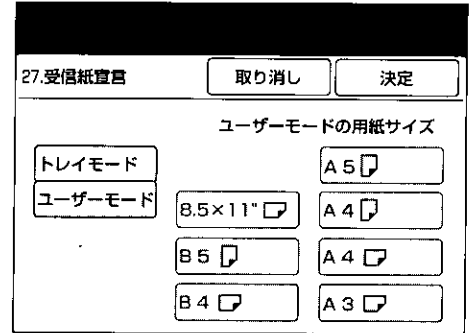 27.受信紙宣言 取り消し 決定
ユーザーモードの用紙サイズ
トレイモード A5
ユーザーモード 8.5×11" A4
B5 A4
B4 A3